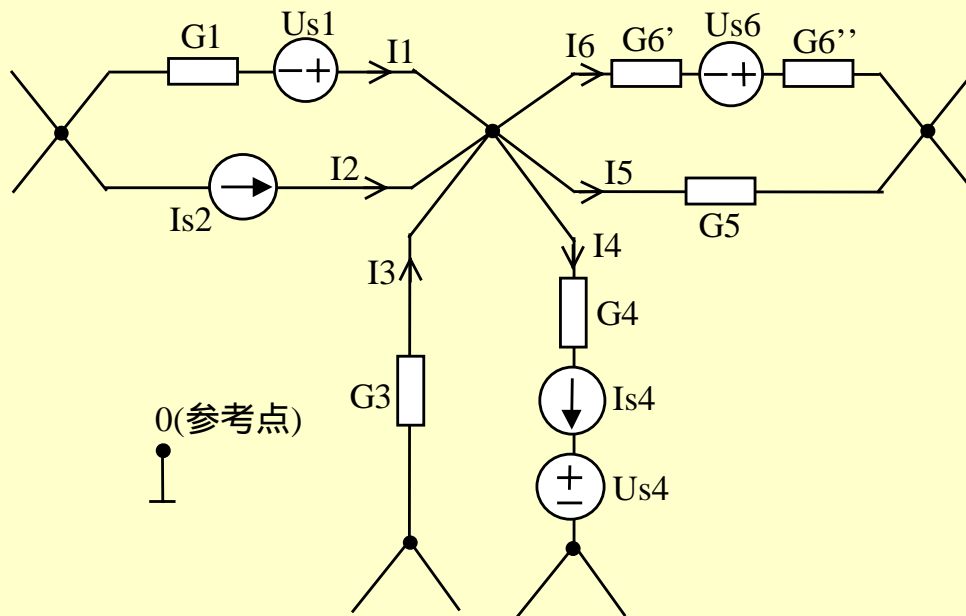 G1 Us1 I1 I6 G6' Us6 G6''
Is2 I2 I5 G5
I3 I4
G4
G3 Is4
0(参考点)
Us4